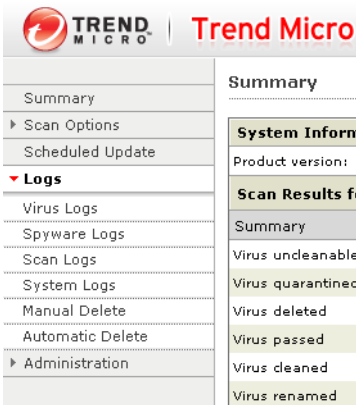 TREND MICRO™ | Trend Micro
Summary
Scan Options
Scheduled Update
Logs
Virus Logs
Spyware Logs
Scan Logs
System Logs
Manual Delete
Automatic Delete
Administration
Summary
System Inform
Product version:
Scan Results f
Summary
Virus uncleanable
Virus quarantined
Virus deleted
Virus passed
Virus cleaned
Virus renamed